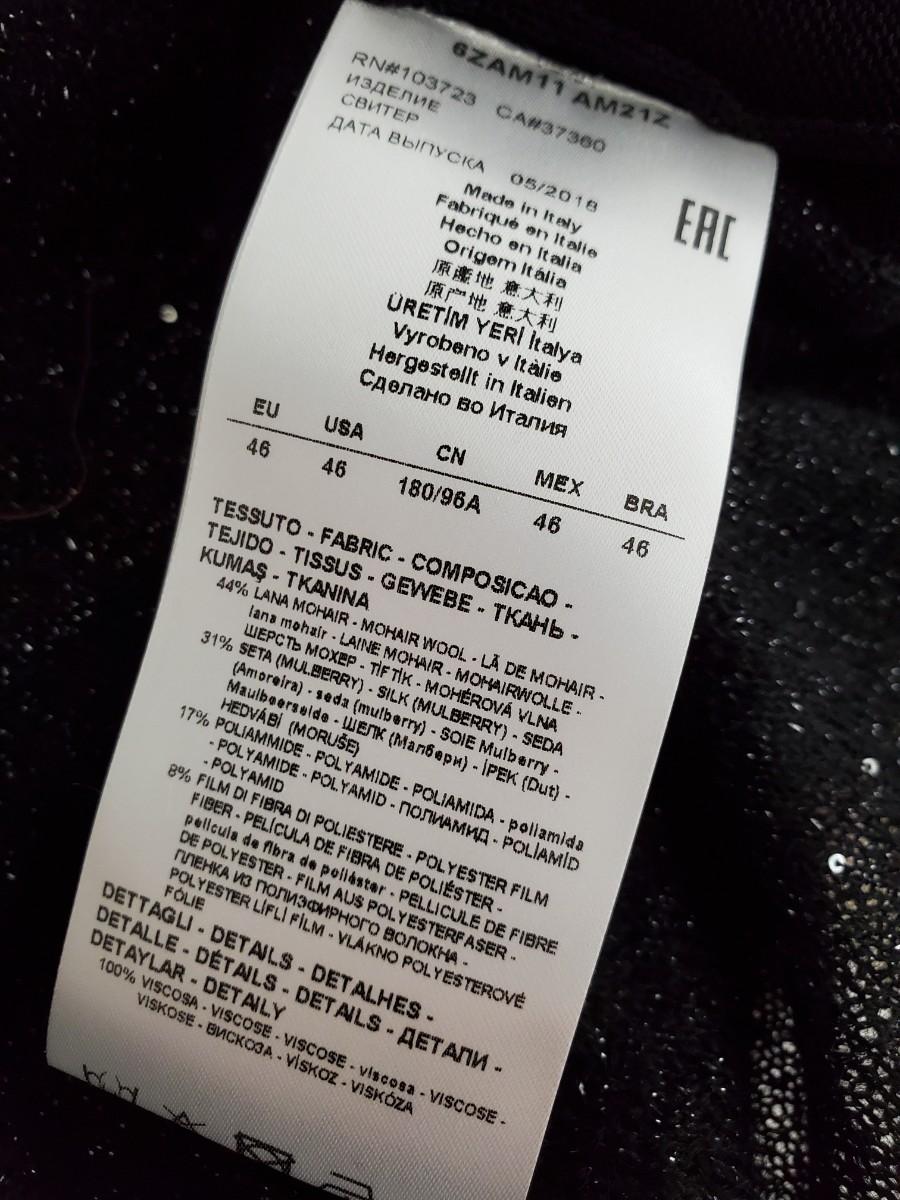 6ZAM11 AM21Z
RN#103723 CA#37360
ИЗДЕЛИЕ
СВИТЕР
ДАТА ВЫПУСКА 05/2018
EAC
Made in Italy
Fabriqué en Italie
Hecho en Italia
Origem Itália
原產地 意大利
原产地 意大利
ÜRETİM YERİ İtalya
Vyrobeno v Itàlie
Hergestellt in Italien
Сделано во Италия
EU USA CN MEX BRA
46 46 180/96A 46 46
TESSUTO - FABRIC - COMPOSICAO -
TEJIDO - TISSUS - GEWEBE - ТКАНЬ -
KUMAŞ - TKANINA
44% LANA MOHAIR - MOHAIR WOOL - LÃ DE MOHAIR -
lana mohair - LAINE MOHAIR - MOHAIRWOLLE -
ШЕРСТЬ МОХЕР - TİFTİK - MOHÉROVÁ VLNA
31% SETA (MULBERRY) - SILK (MULBERRY) - SEDA
(Amoreira) - seda (mulberry) - SOIE Mulberry -
Maulbeerseide - ШЕЛК (Малбери) - İPEK (Dut) -
HEDVÁBÍ (MORUŠE)
17% POLIAMMIDE - POLYAMIDE - POLIAMIDA - poliamida
- POLYAMIDE - POLYAMID - ПОЛИАМИД - POLİAMİD
- POLYAMID
8% FILM DI FIBRA DI POLIESTERE - POLYESTER FILM
FIBER - PELÍCULA DE FIBRA DE POLIÉSTER -
película de fibra de poliéster - PELLICULE DE FIBRE
DE POLYESTER - FILM AUS POLYESTERFASER -
ПЛЕНКА ИЗ ПОЛИЭФИРНОГО ВОЛОКНА -
POLYESTER LİFLİ FİLM - VLÁKNO POLYESTEROVÉ
FÓLIE
DETTAGLI - DETAILS - DETALHES -
DETALLE - DÉTAILS - DETAILS - ДЕТАЛИ -
DETAYLAR - DETAILY
100% VISCOSA - VISCOSE - VISCOSE - viscosa - VISCOSE -
VISKOSE - ВИСКОЗА - VİSKOZ - VISKÓZA